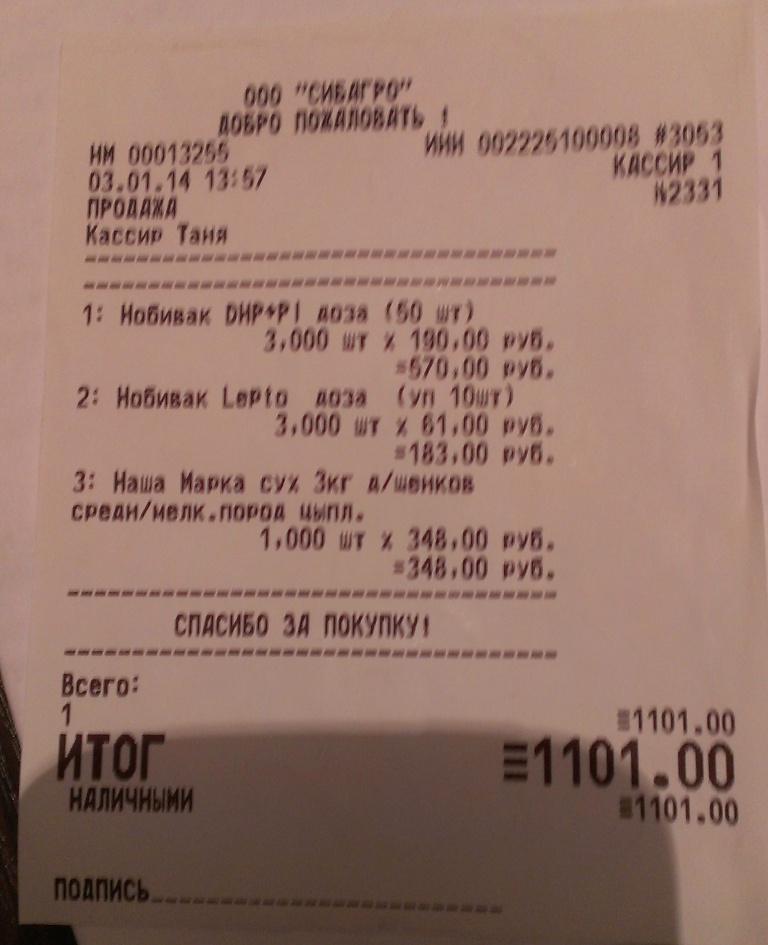 ООО "СИБАГРО"
ДОБРО ПОЖАЛОВАТЬ !
НМ 00013255 ИНН 002225100008 #3053
03.01.14 13:57 КАССИР 1
ПРОДАЖА №2331
Кассир Таня
1: Нобивак DHP+PI доза (50 шт)
3,000 шт X 190,00 руб.
=570,00 руб.
2: Нобивак Lepto доза (уп 10шт)
3,000 шт X 61,00 руб.
=183,00 руб.
3: Наша Марка сух 3кг д/щенков
средн/мелк.пород цыпл.
1,000 шт X 348,00 руб.
=348,00 руб.
СПАСИБО ЗА ПОКУПКУ!
Всего:
1 ≡1101.00
ИТОГ ≡1101.00
НАЛИЧНЫМИ ≡1101.00
ПОДПИСЬ